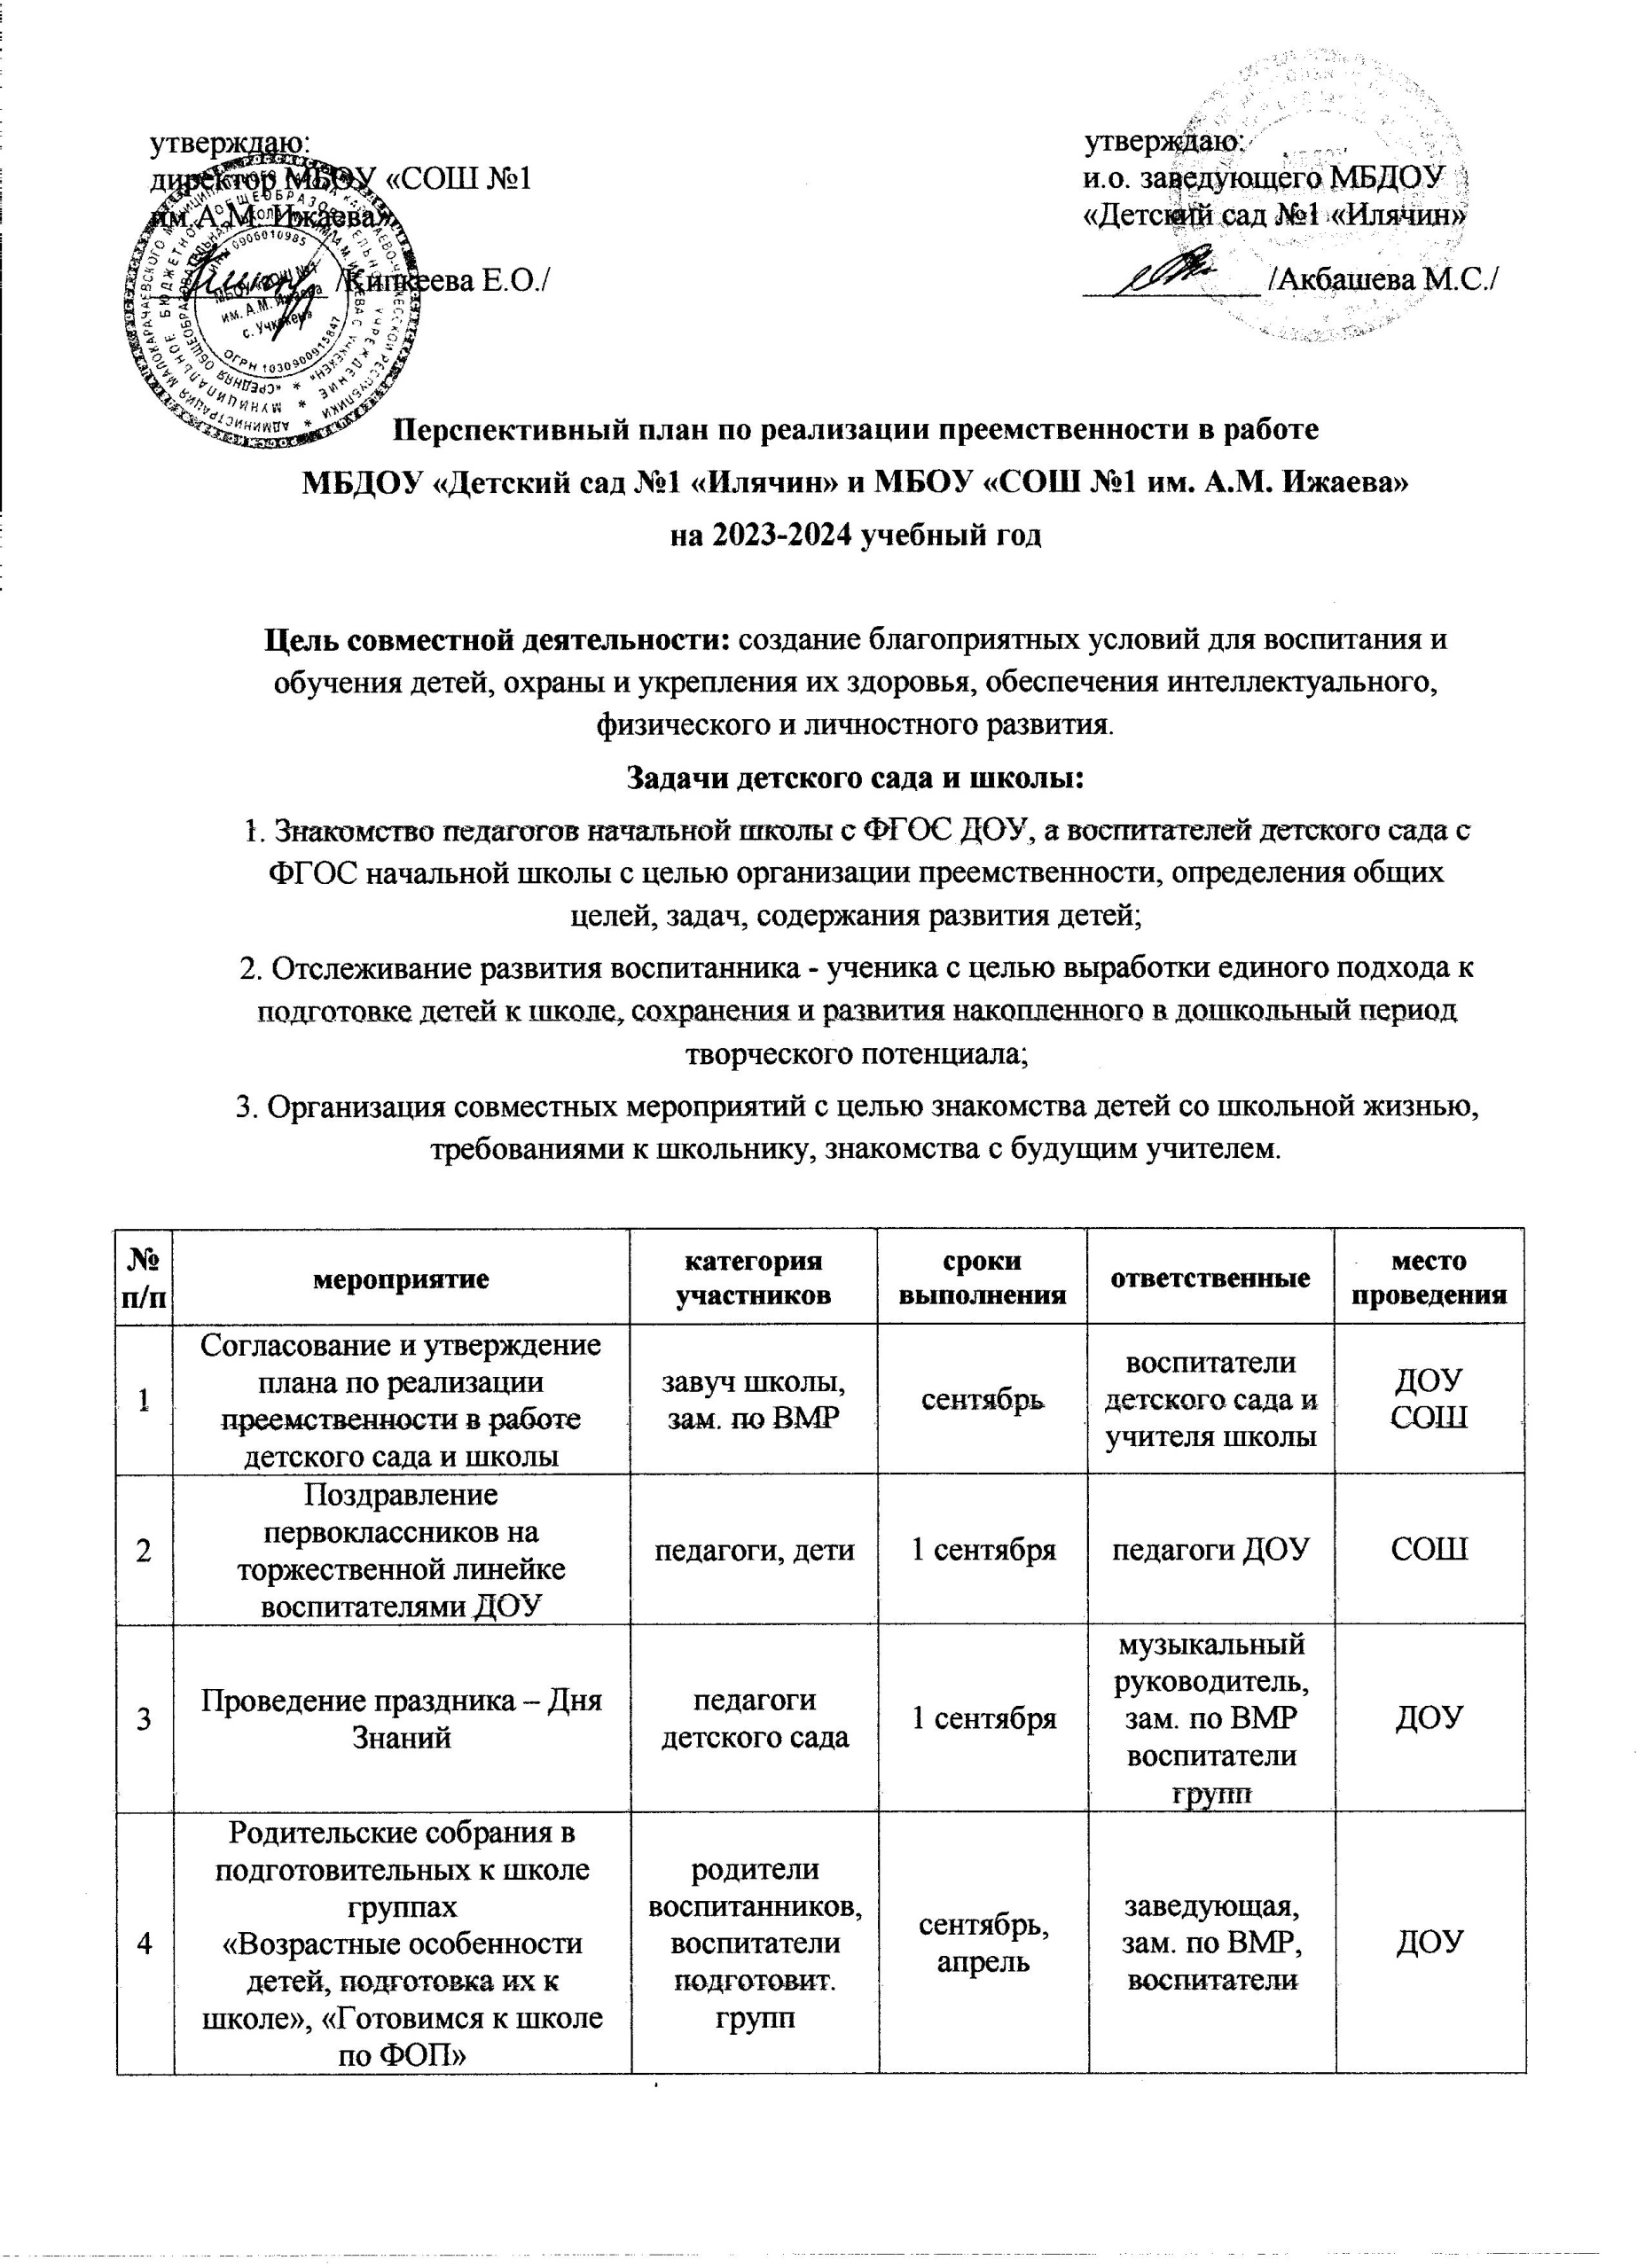 утверждаю:
директор МБОУ «СОШ №1
им А.М. Ижаева»
/Кипкеева Е.О./
утверждаю:
и.о. заведующего МБДОУ
«Детский сад №1 «Илячин»
/Акбашева М.С./
ИНН 0906010985
МБОУ «СОШ №1
им. А.М. Ижаева
с. Учкекен»
ОГРН 1030900915847
Перспективный план по реализации преемственности в работе
МБДОУ «Детский сад №1 «Илячин» и МБОУ «СОШ №1 им. А.М. Ижаева»
на 2023-2024 учебный год
Цель совместной деятельности: создание благоприятных условий для воспитания и
обучения детей, охраны и укрепления их здоровья, обеспечения интеллектуального,
физического и личностного развития.
Задачи детского сада и школы:
1. Знакомство педагогов начальной школы с ФГОС ДОУ, а воспитателей детского сада с
ФГОС начальной школы с целью организации преемственности, определения общих
целей, задач, содержания развития детей;
2. Отслеживание развития воспитанника - ученика с целью выработки единого подхода к
подготовке детей к школе, сохранения и развития накопленного в дошкольный период
творческого потенциала;
3. Организация совместных мероприятий с целью знакомства детей со школьной жизнью,
требованиями к школьнику, знакомства с будущим учителем.
№
п/п
мероприятие
категория
участников
сроки
выполнения
ответственные
место
проведения
1
Согласование и утверждение
плана по реализации
преемственности в работе
детского сада и школы
завуч школы,
зам. по ВМР
сентябрь
воспитатели
детского сада и
учителя школы
ДОУ
СОШ
2
Поздравление
первоклассников на
торжественной линейке
воспитателями ДОУ
педагоги, дети
1 сентября
педагоги ДОУ
СОШ
3
Проведение праздника – Дня
Знаний
педагоги
детского сада
1 сентября
музыкальный
руководитель,
зам. по ВМР
воспитатели
групп
ДОУ
4
Родительские собрания в
подготовительных к школе
группах
«Возрастные особенности
детей, подготовка их к
школе», «Готовимся к школе
по ФОП»
родители
воспитанников,
воспитатели
подготовит.
групп
сентябрь,
апрель
заведующая,
зам. по ВМР,
воспитатели
ДОУ